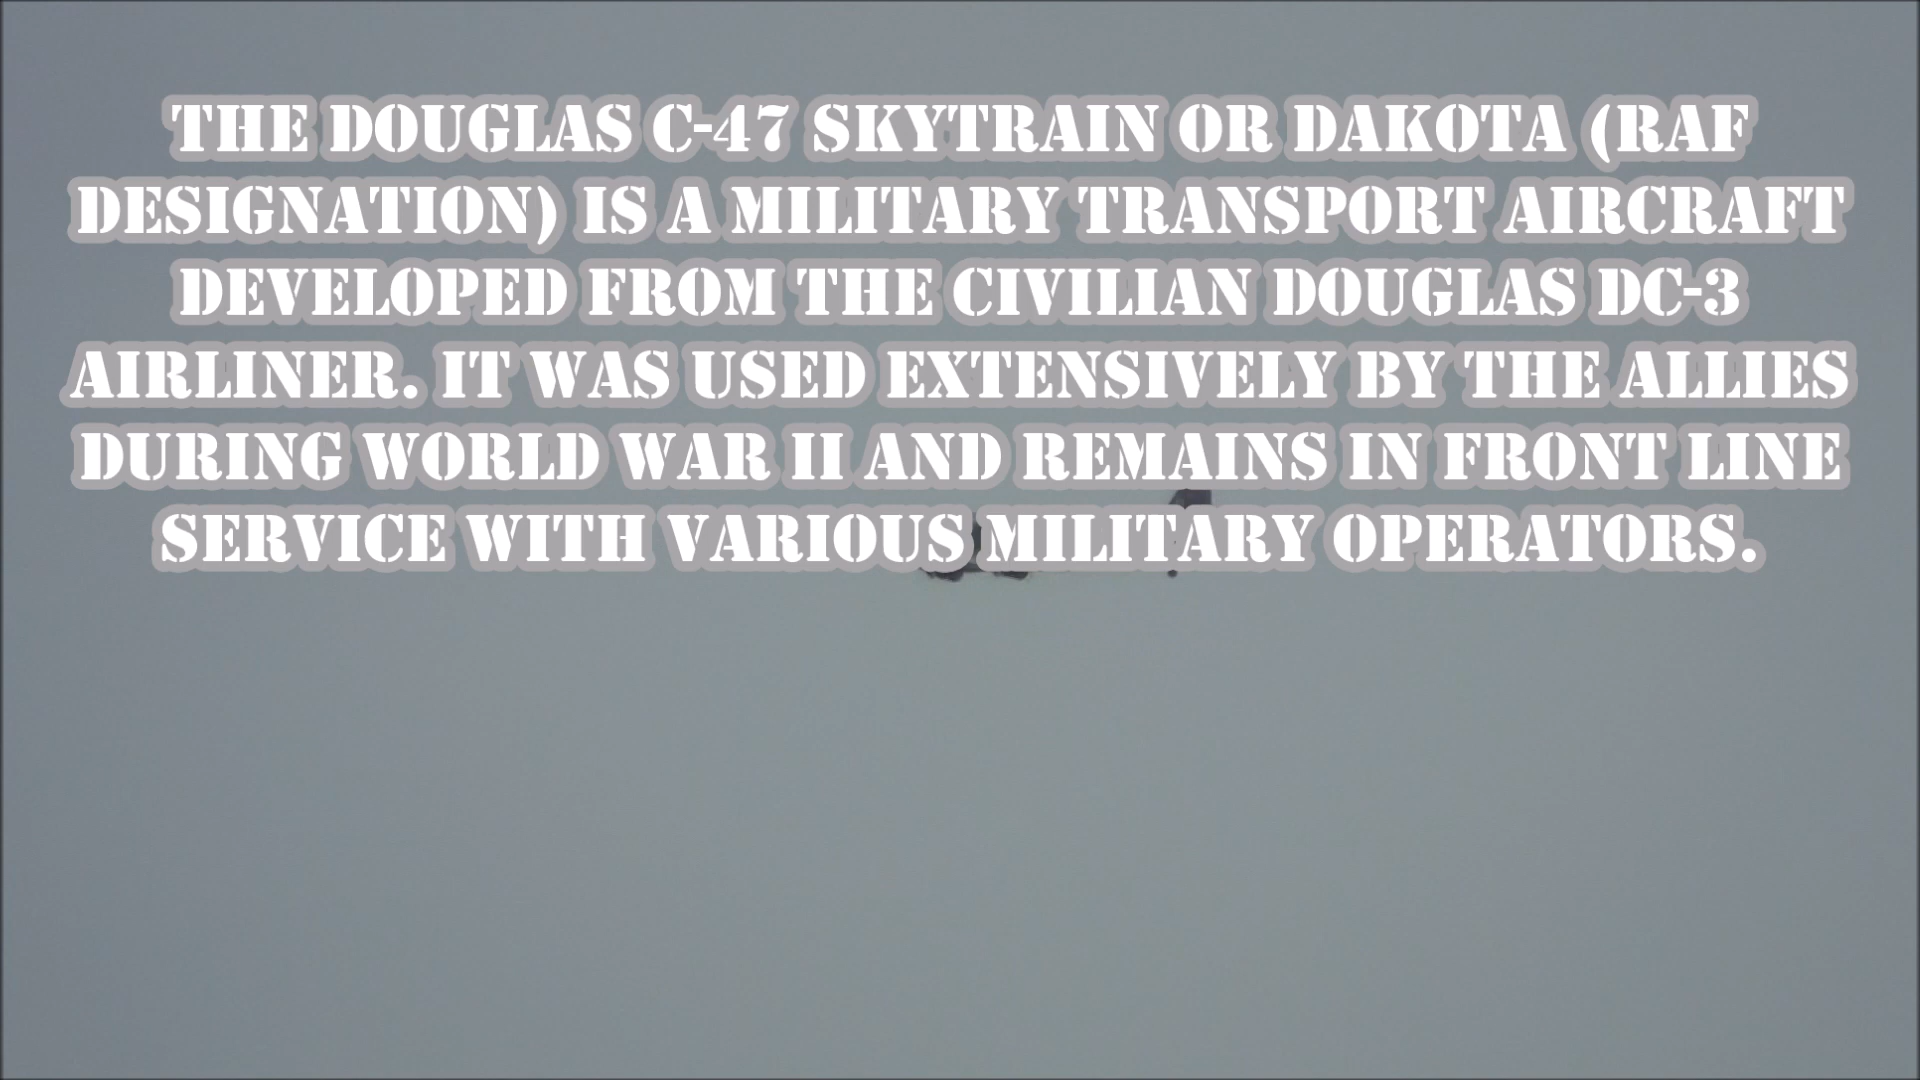 THE DOUGLAS C-47 SKYTRAIN OR DAKOTA (RAF
DESIGNATION) IS A MILITARY TRANSPORT AIRCRAFT
DEVELOPED FROM THE CIVILIAN DOUGLAS DC-3
AIRLINER. IT WAS USED EXTENSIVELY BY THE ALLIES
DURING WORLD WAR II AND REMAINS IN FRONT LINE
SERVICE WITH VARIOUS MILITARY OPERATORS.